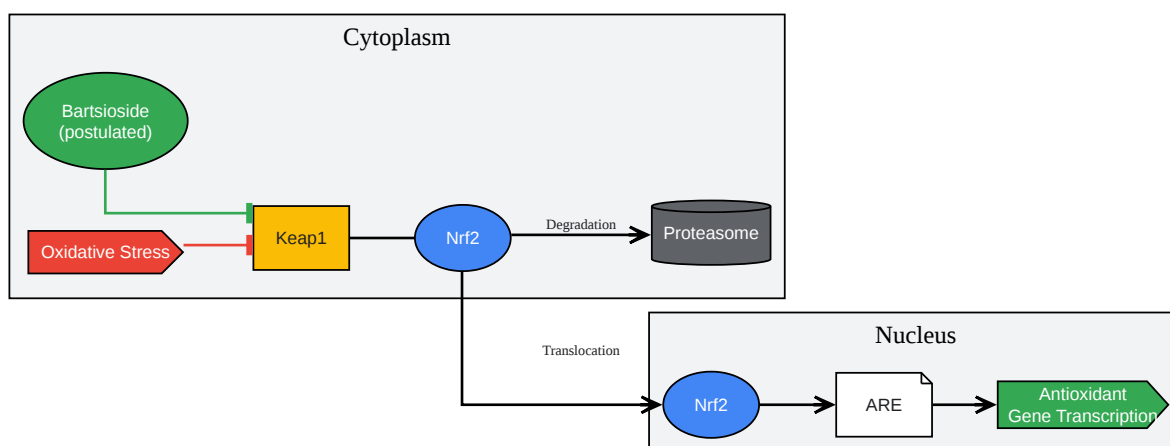 Cytoplasm
Bartsioside
(postulated)
Oxidative Stress
Keap1
Nrf2
Degradation
Proteasome
Translocation
Nucleus
Nrf2
ARE
Antioxidant
Gene Transcription